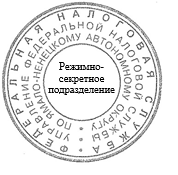 ФЕДЕРАЛЬНАЯ НАЛОГОВАЯ СЛУЖБА
УПРАВЛЕНИЕ ФЕДЕРАЛЬНОЙ НАЛОГОВОЙ СЛУЖБЫ
ПО ЯМАЛО-НЕНЕЦКОМУ АВТОНОМНОМУ ОКРУГУ
Режимно-
секретное
подразделение